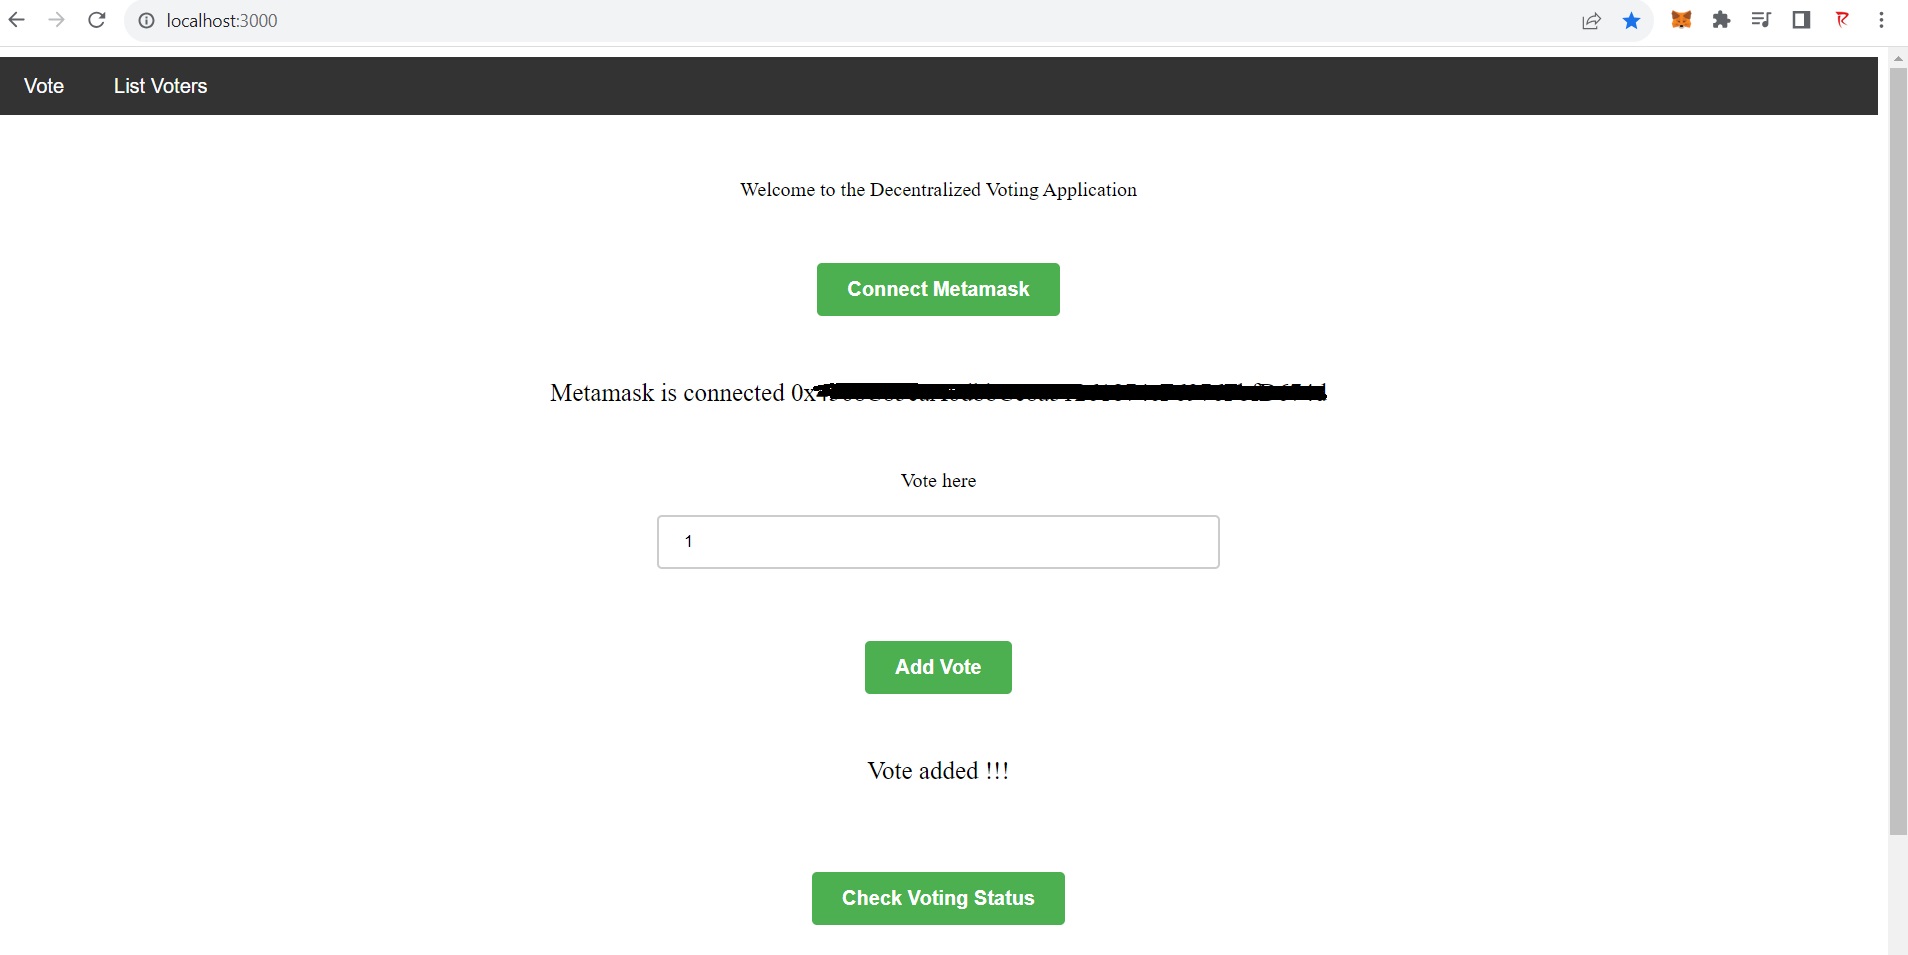 localhost:3000
Vote
List Voters
Welcome to the Decentralized Voting Application
Connect Metamask
Metamask is connected 0x
Vote here
1
Add Vote
Vote added !!!
Check Voting Status